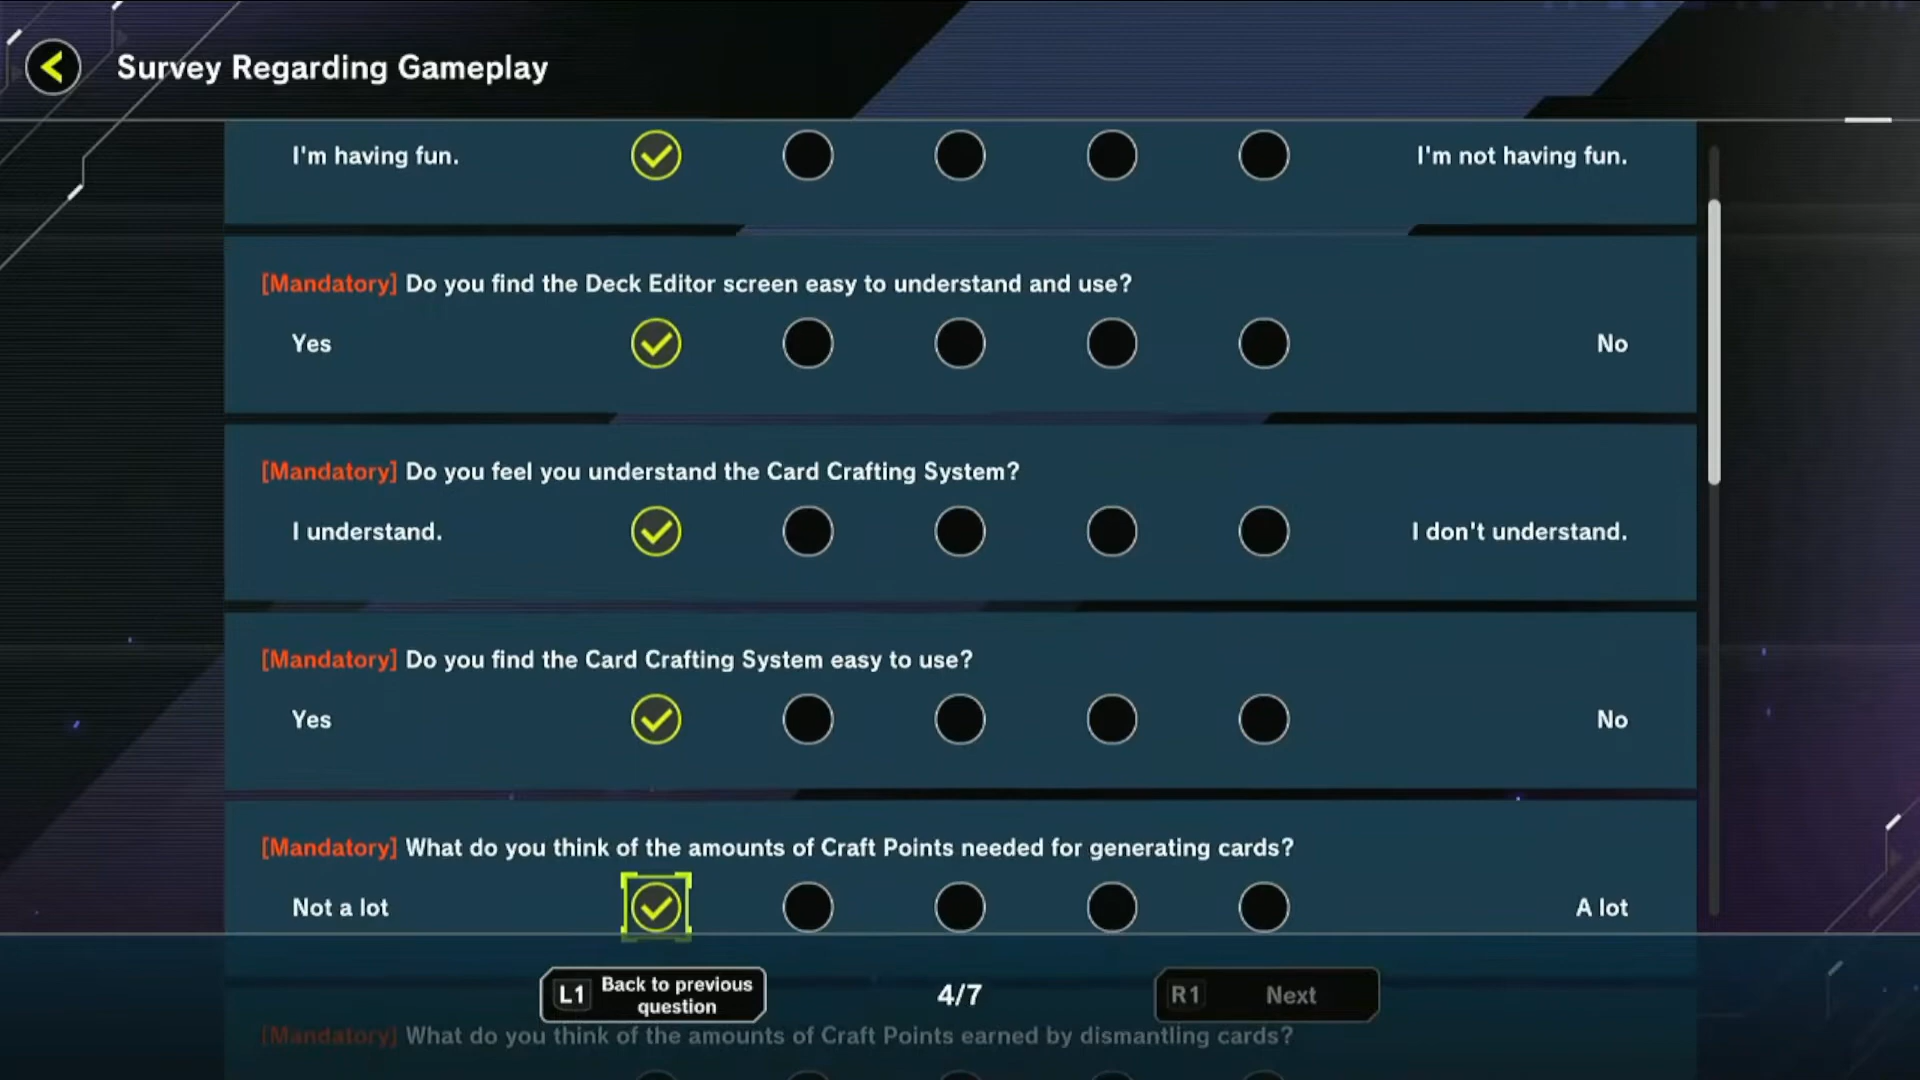 Survey Regarding Gameplay
I'm having fun. I'm not having fun.
[Mandatory] Do you find the Deck Editor screen easy to understand and use?
Yes No
[Mandatory] Do you feel you understand the Card Crafting System?
I understand. I don't understand.
[Mandatory] Do you find the Card Crafting System easy to use?
Yes No
[Mandatory] What do you think of the amounts of Craft Points needed for generating cards?
Not a lot A lot
L1 Back to previous
question
4/7
R1 Next
[Mandatory] What do you think of the amounts of Craft Points earned by dismantling cards?